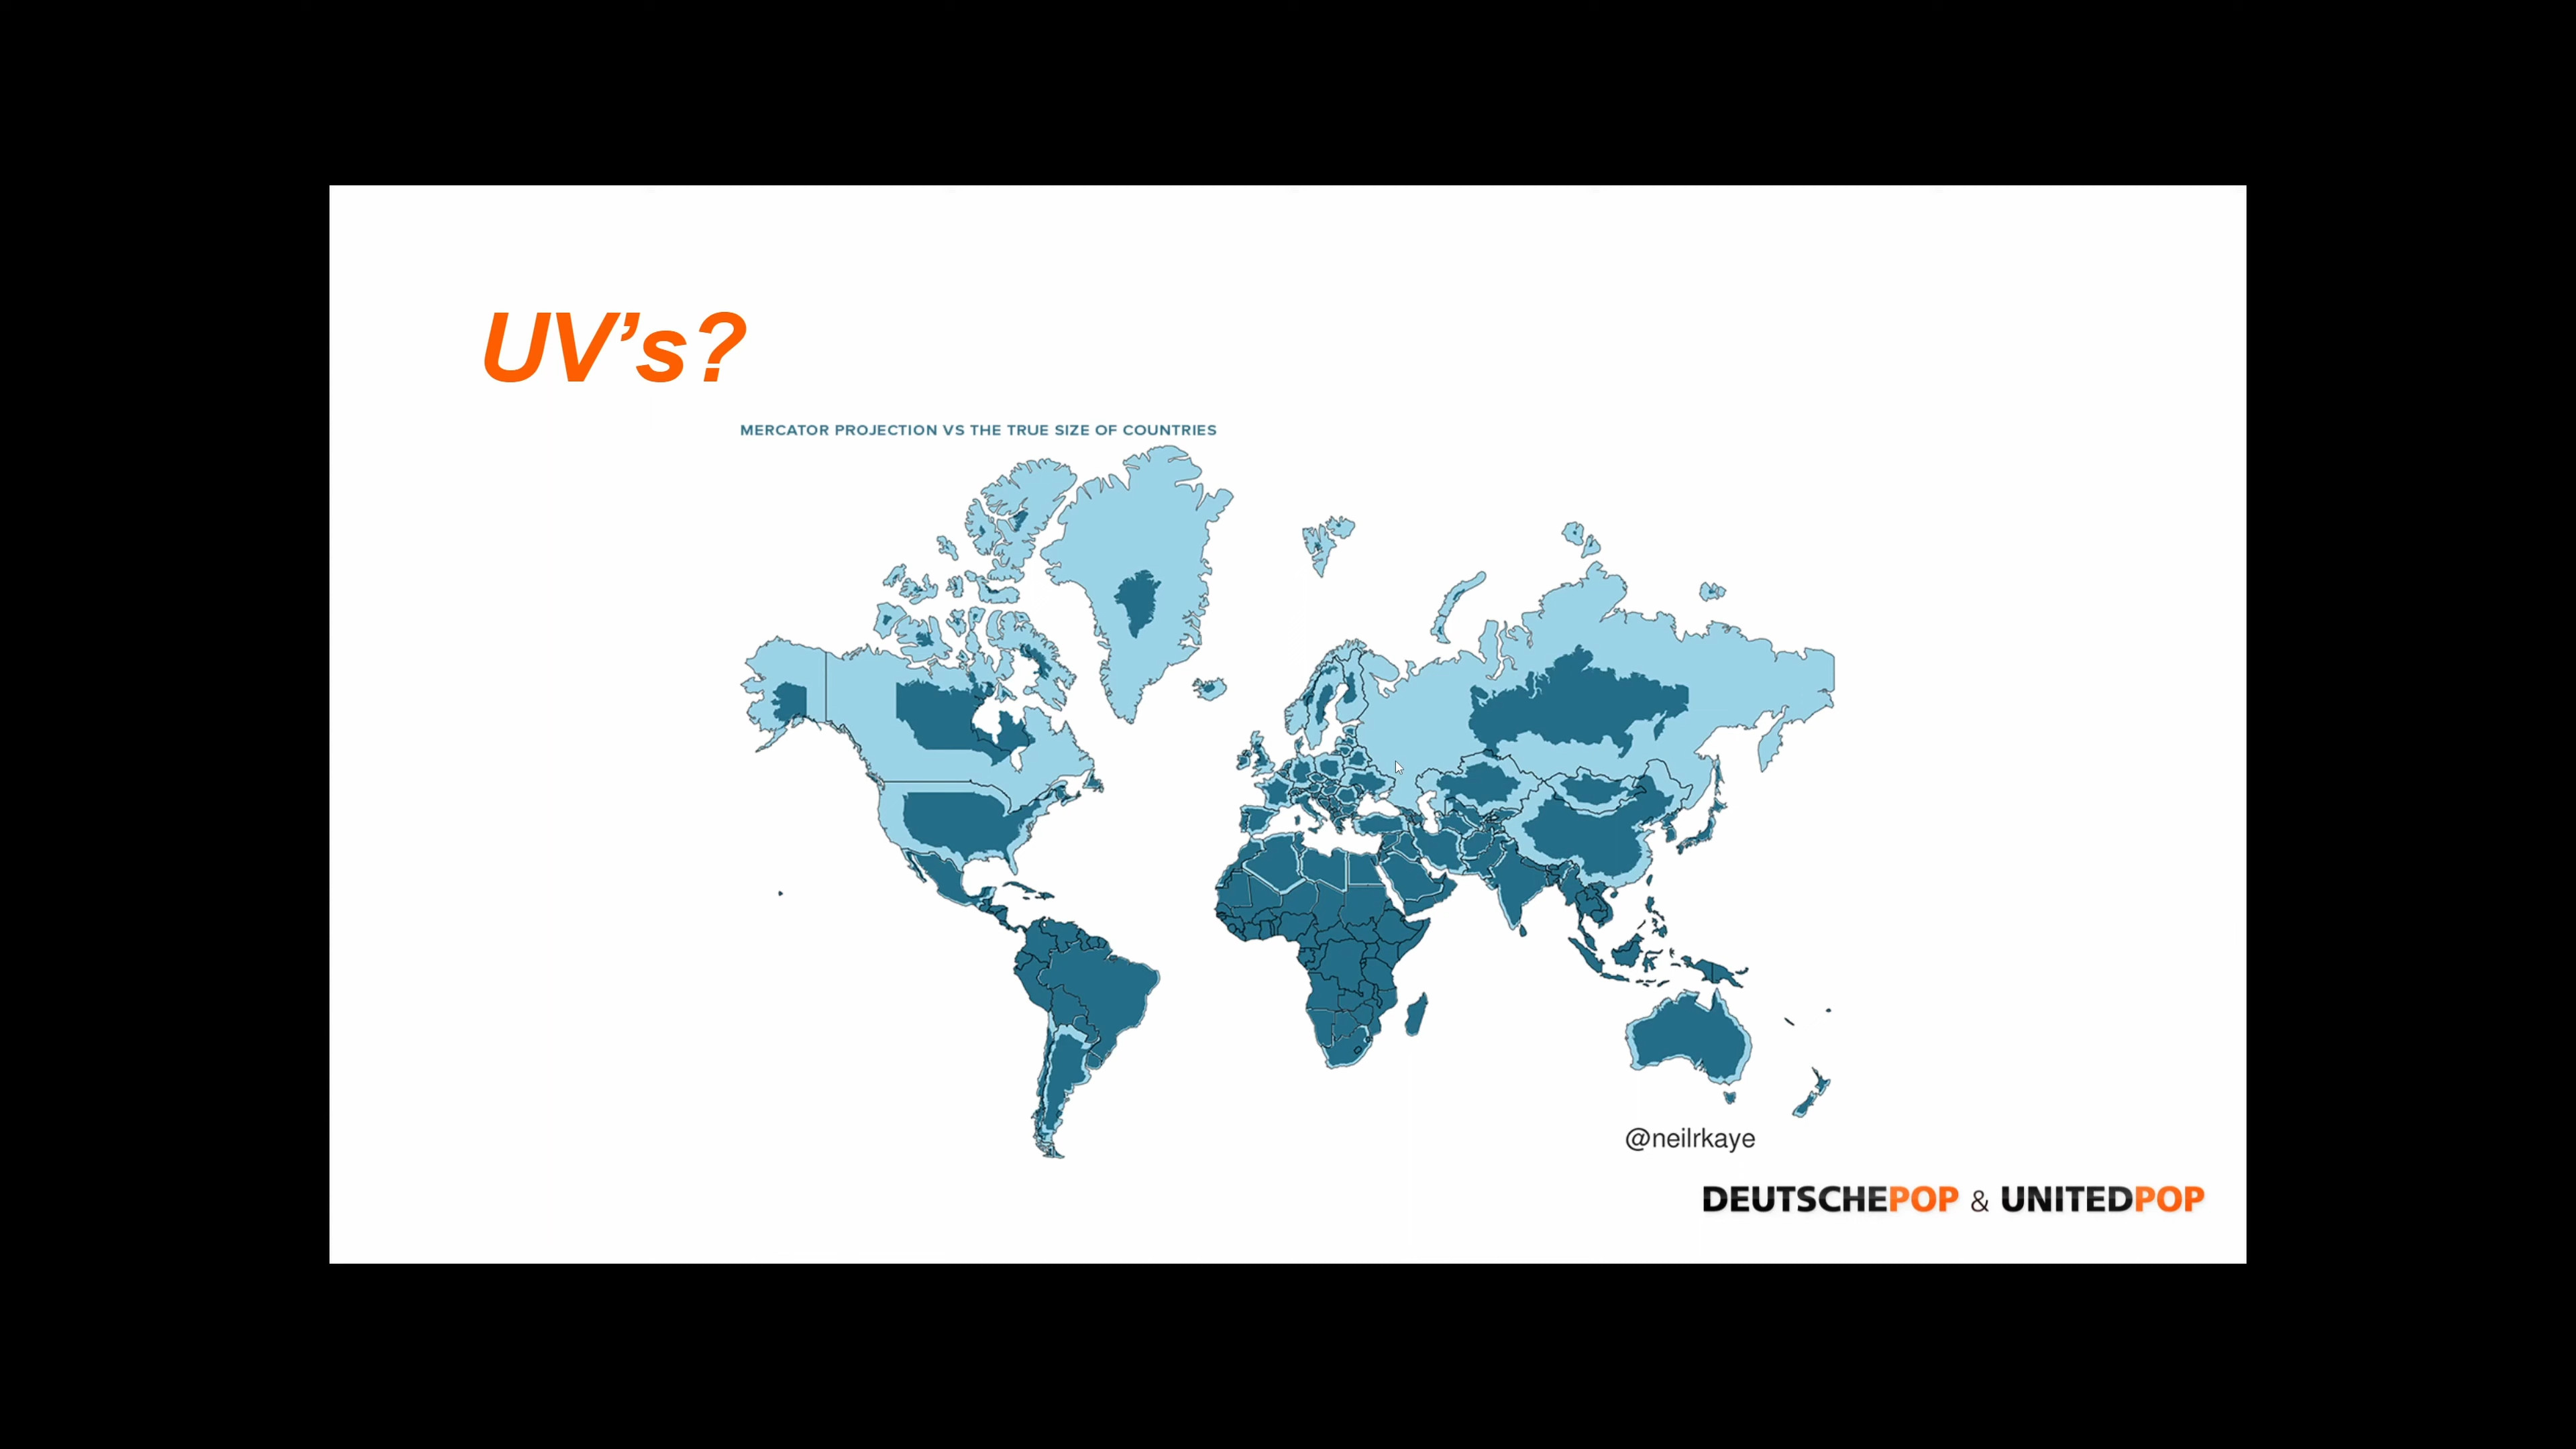 UV’s?
MERCATOR PROJECTION VS THE TRUE SIZE OF COUNTRIES
@neilrkaye
DEUTSCHEPOP & UNITEDPOP